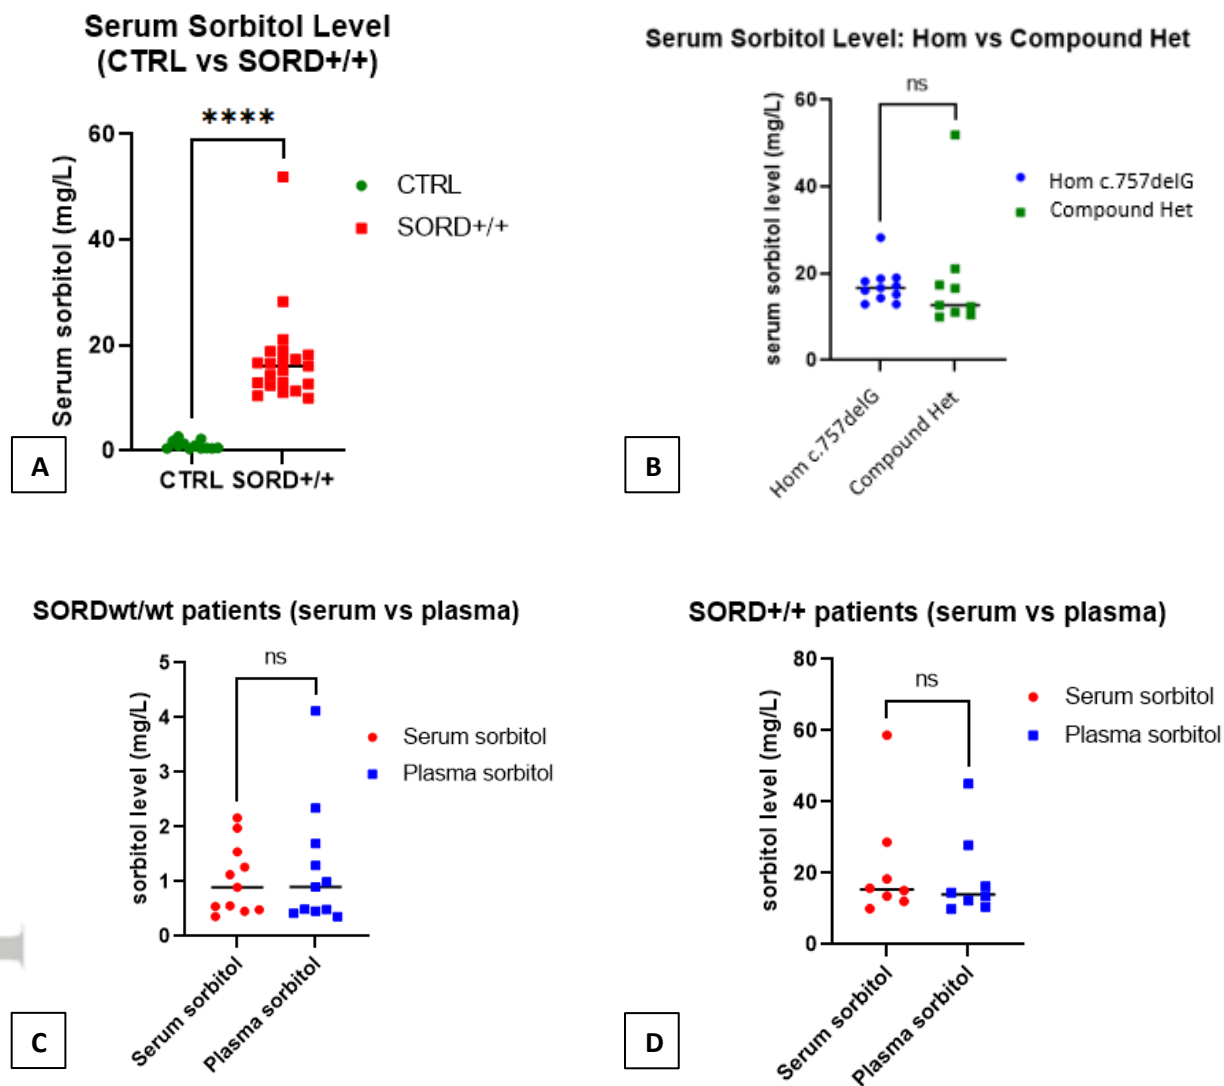 Serum Sorbitol Level
(CTRL vs SORD+/+)
****
Serum sorbitol (mg/L)
60
40
20
0
CTRL
SORD+/+
CTRL SORD+/+
A
Serum Sorbitol Level: Hom vs Compound Het
ns
serum sorbitol level (mg/L)
60
40
20
0
Hom c.757delG
Compound Het
Hom c.757delG
Compound Het
B
SORDwt/wt patients (serum vs plasma)
ns
sorbitol level (mg/L)
5
4
3
2
1
0
Serum sorbitol
Plasma sorbitol
Serum sorbitol
Plasma sorbitol
C
SORD+/+ patients (serum vs plasma)
ns
sorbitol level (mg/L)
80
60
40
20
0
Serum sorbitol
Plasma sorbitol
Serum sorbitol
Plasma sorbitol
D